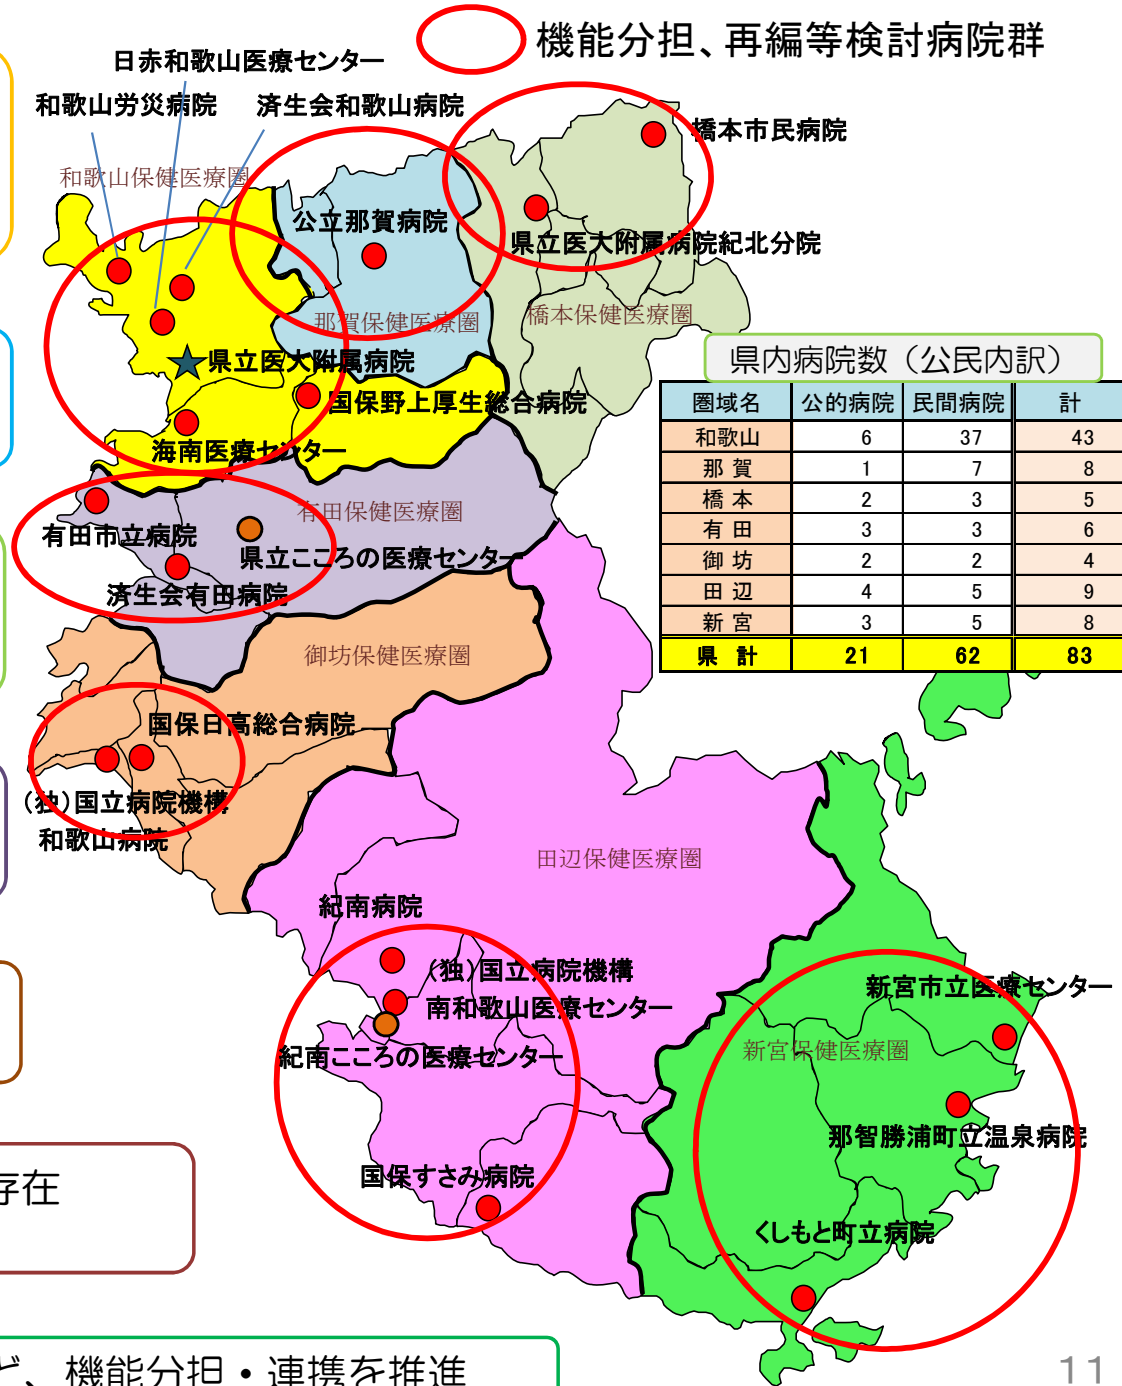 機能分担、再編等検討病院群
日赤和歌山医療センター
和歌山労災病院
済生会和歌山病院
橋本市民病院
和歌山保健医療圏
公立那賀病院
県立医大附属病院紀北分院
那賀保健医療圏
橋本保健医療圏
県立医大附属病院
国保野上厚生総合病院
海南医療センター
県内病院数（公民内訳）
圏域名 公的病院 民間病院 計
和歌山 6 37 43
那 賀 1 7 8
橋 本 2 3 5
有 田 3 3 6
御 坊 2 2 4
田 辺 4 5 9
新 宮 3 5 8
県 計 21 62 83
有田保健医療圏
有田市立病院
県立こころの医療センター
済生会有田病院
御坊保健医療圏
国保日高総合病院
（独）国立病院機構
和歌山病院
田辺保健医療圏
紀南病院
（独）国立病院機構
南和歌山医療センター
紀南こころの医療センター
新宮市立医療センター
新宮保健医療圏
那智勝浦町立温泉病院
国保すさみ病院
存在
くしもと町立病院
ど、機能分担・連携を推進
11